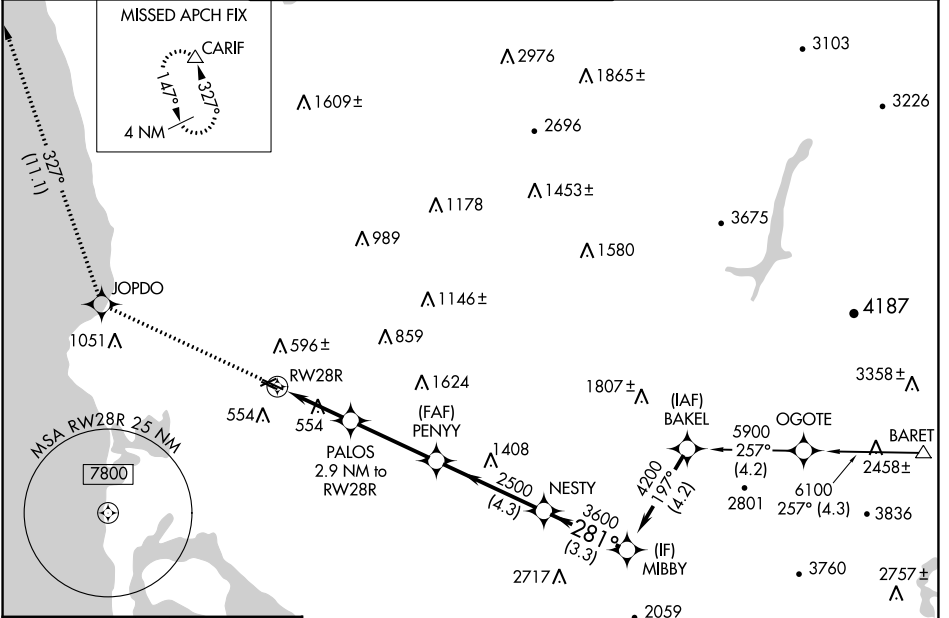 MISSED APCH FIX
CARIF
147°
327°
4 NM
327°
(11.1)
2976
1865±
3103
3226
1609±
2696
1453±
1178
3675
989
1580
JOPDO
1146±
4187
1051
596±
859
RW28R
1624
1807±
3358±
554
554
(FAF)
PENYY
(IAF)
BAKEL
OGOTE
BARET
5900
257°
(4.2)
2458±
MSA RW28R 25 NM
7800
PALOS
2.9 NM to
RW28R
1408
2500
(4.3)
NESTY
4200
197°
(4.2)
2801
6100
257° (4.3)
3836
3600
281°
(3.3)
(IF)
MIBBY
2717
3760
2757±
2059